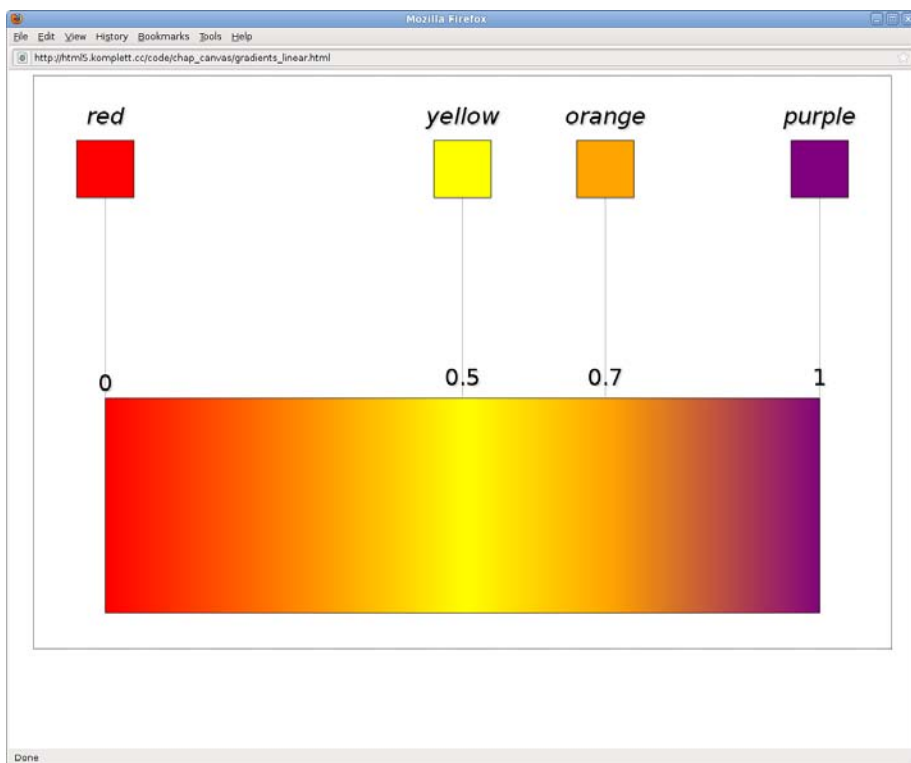 Mozilla Firefox
File Edit View History Bookmarks Tools Help
http://html5.komplett.cc/code/chap_canvas/gradients_linear.html
red yellow orange purple
0 0.5 0.7 1
Done